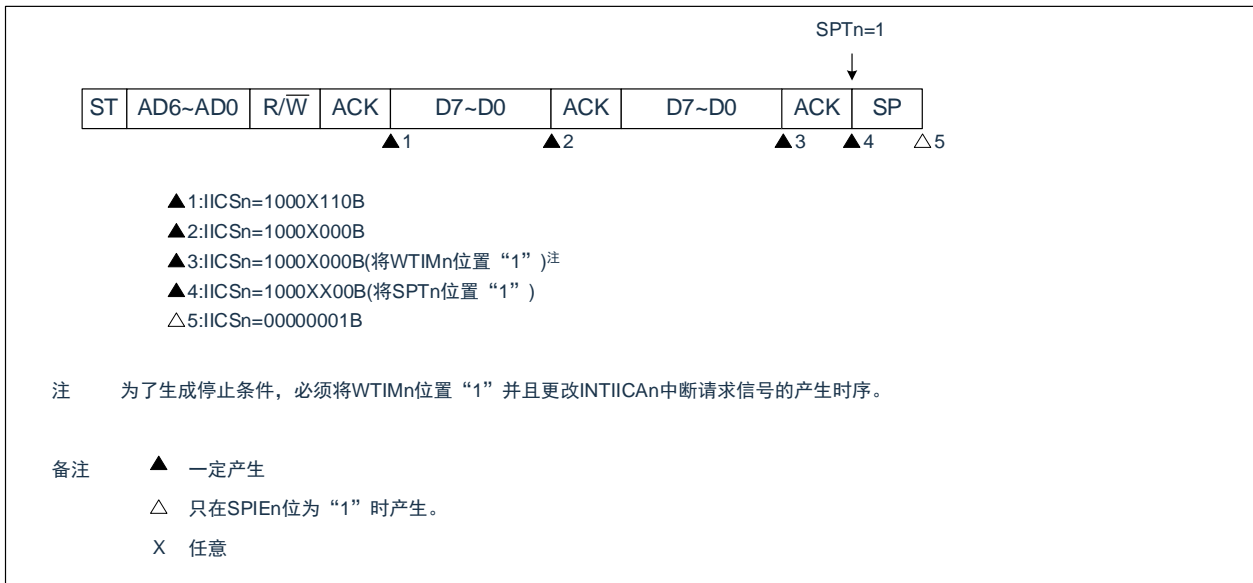 SPTn=1
ST AD6~AD0 R/W̅ ACK D7~D0 ACK D7~D0 ACK SP
▲1 ▲2 ▲3 ▲4 △5
▲1:IICSn=1000X110B
▲2:IICSn=1000X000B
▲3:IICSn=1000X000B(将WTIMn位置“1”)注
▲4:IICSn=1000XX00B(将SPTn位置“1”)
△5:IICSn=00000001B
注 为了生成停止条件，必须将WTIMn位置“1”并且更改INTIICAn中断请求信号的产生时序。
备注 ▲ 一定产生
△ 只在SPIEn位为“1”时产生。
X 任意